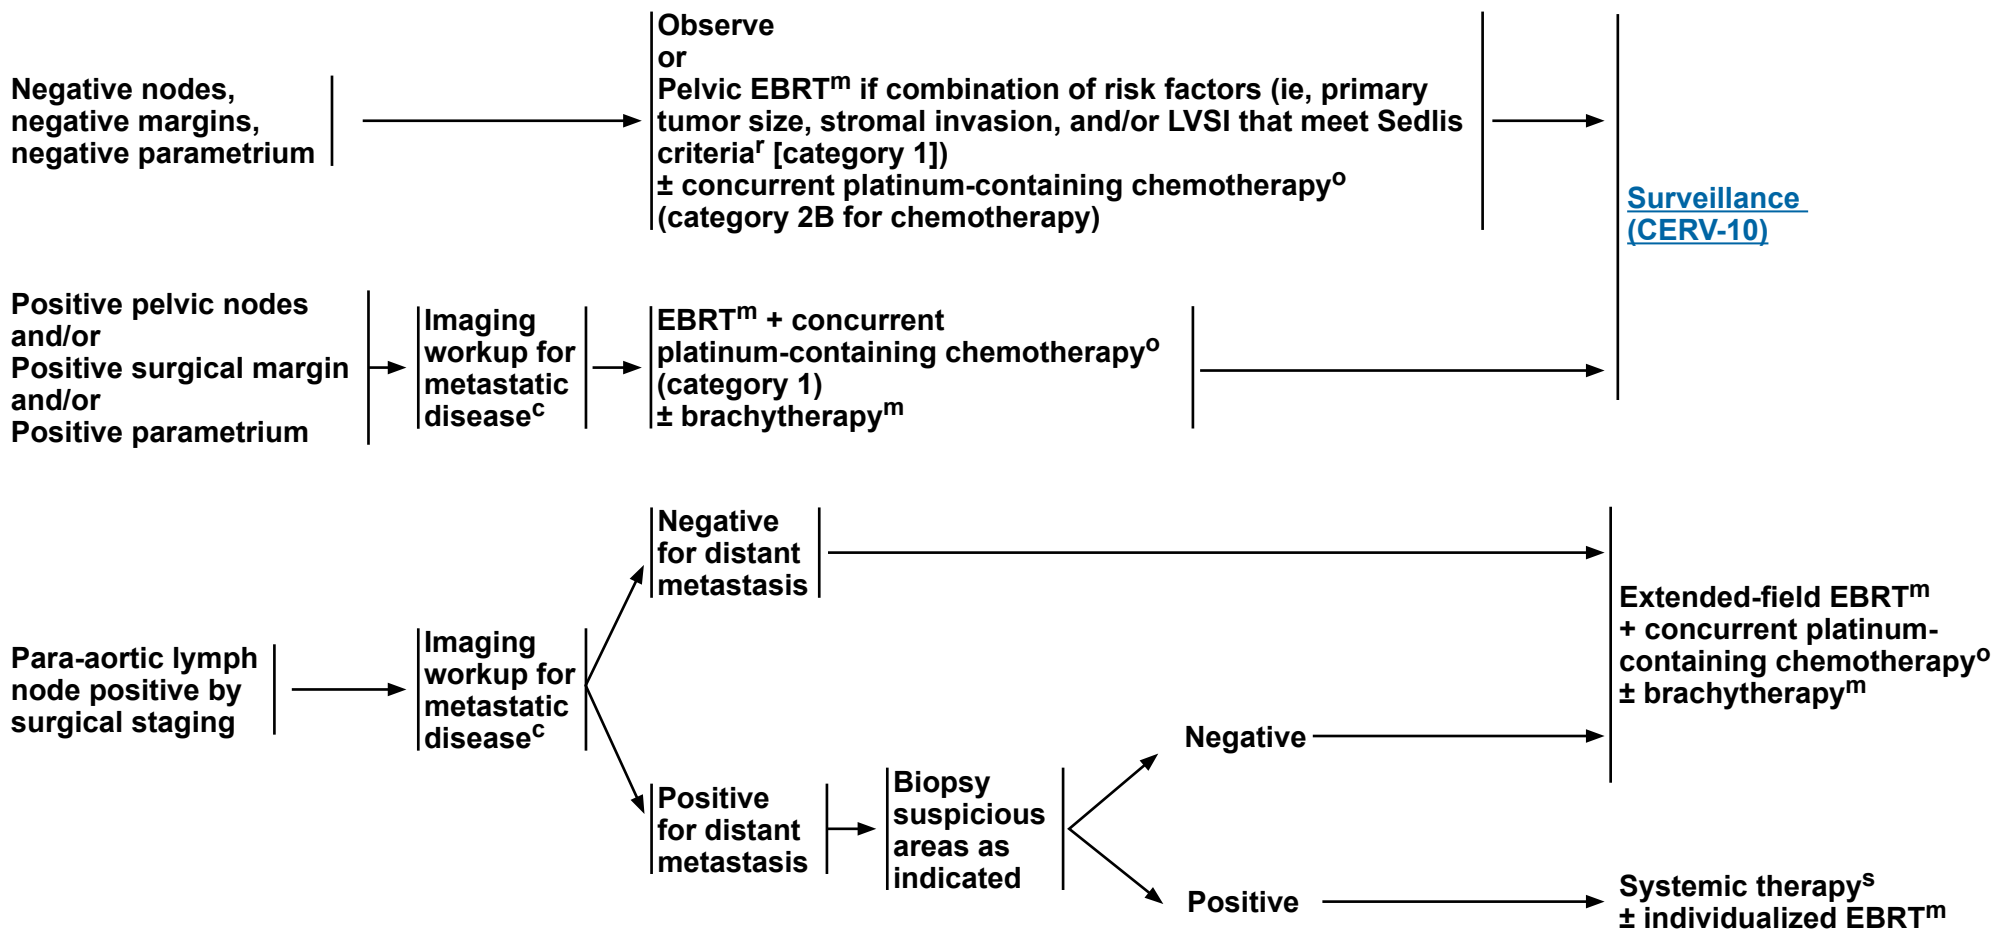 Negative nodes,
negative margins,
negative parametrium
Observe
or
Pelvic EBRTᵐ if combination of risk factors (ie, primary
tumor size, stromal invasion, and/or LVSI that meet Sedlis
criteriaʳ [category 1])
± concurrent platinum-containing chemotherapyᵒ
(category 2B for chemotherapy)
Surveillance
(CERV-10)
Positive pelvic nodes
and/or
Positive surgical margin
and/or
Positive parametrium
Imaging
workup for
metastatic
diseaseᶜ
EBRTᵐ + concurrent
platinum-containing chemotherapyᵒ
(category 1)
± brachytherapyᵐ
Para-aortic lymph
node positive by
surgical staging
Imaging
workup for
metastatic
diseaseᶜ
Negative
for distant
metastasis
Positive
for distant
metastasis
Biopsy
suspicious
areas as
indicated
Negative
Positive
Extended-field EBRTᵐ
+ concurrent platinum-
containing chemotherapyᵒ
± brachytherapyᵐ
Systemic therapyˢ
± individualized EBRTᵐ